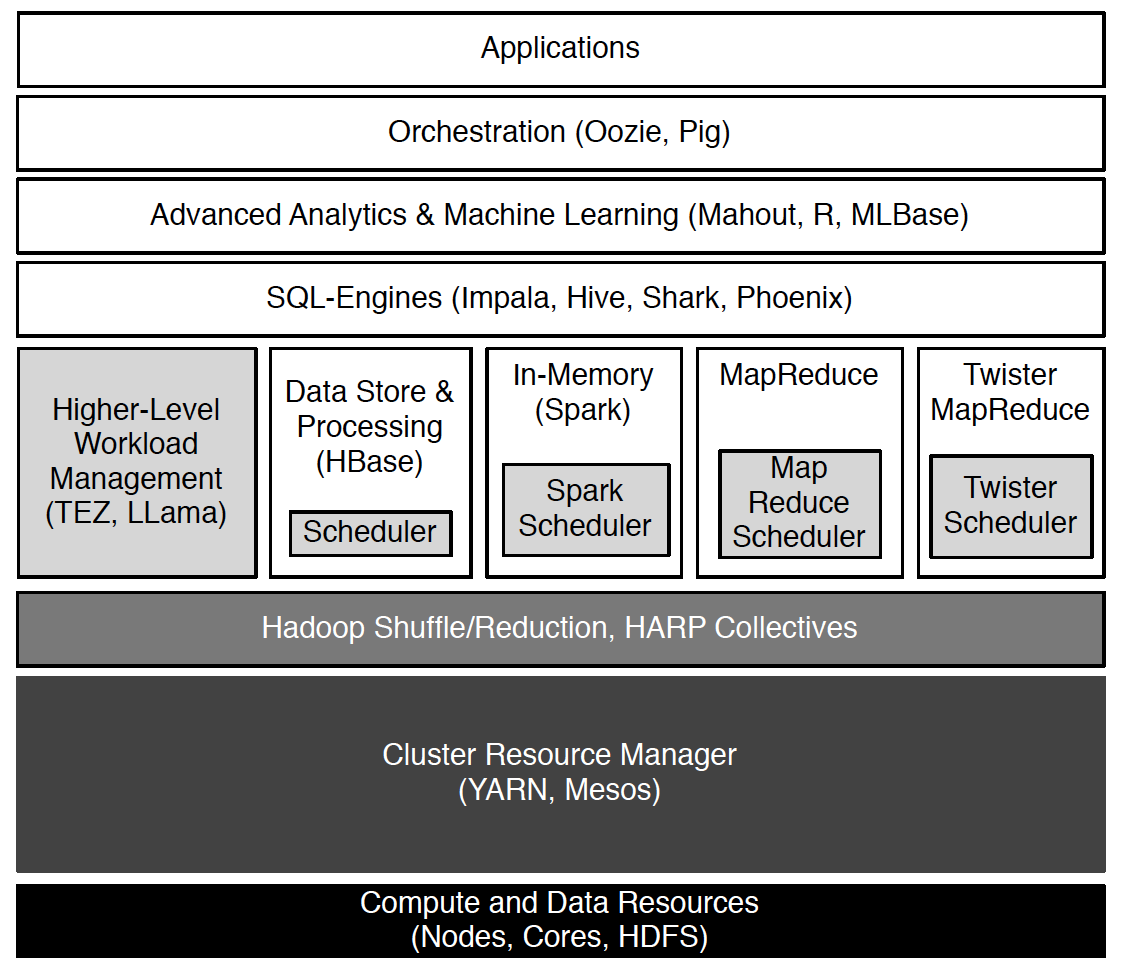 Applications
Orchestration (Oozie, Pig)
Advanced Analytics & Machine Learning (Mahout, R, MLBase)
SQL-Engines (Impala, Hive, Shark, Phoenix)
Higher-Level
Workload
Management
(TEZ, LLama)
Data Store &
Processing
(HBase)
Scheduler
In-Memory
(Spark)
Spark
Scheduler
MapReduce
Map
Reduce
Scheduler
Twister
MapReduce
Twister
Scheduler
Hadoop Shuffle/Reduction, HARP Collectives
Cluster Resource Manager
(YARN, Mesos)
Compute and Data Resources
(Nodes, Cores, HDFS)